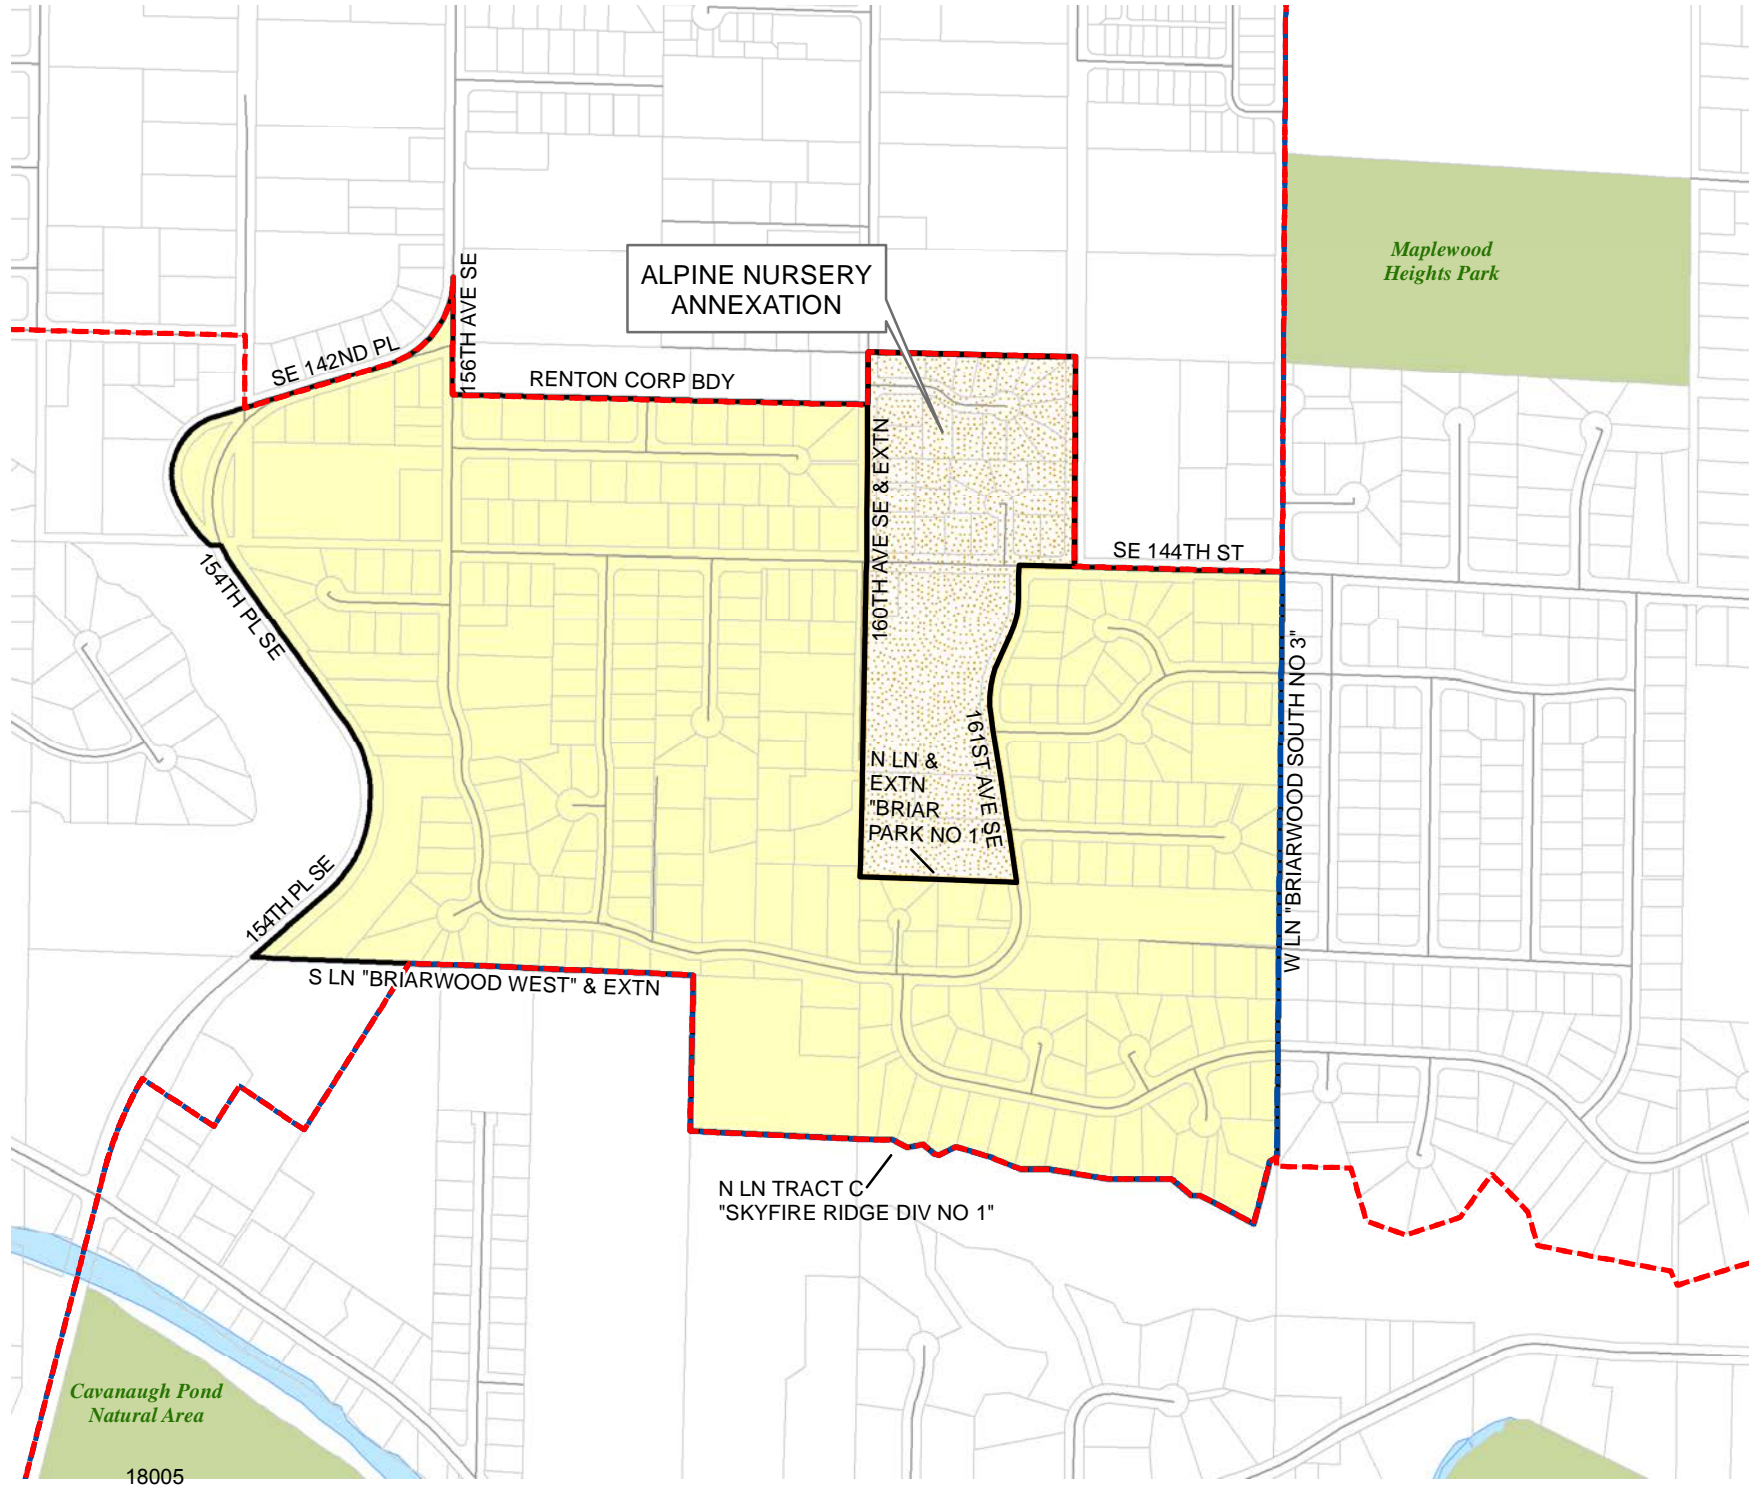 Maplewood
Heights Park
156TH AVE SE
ALPINE NURSERY
ANNEXATION
SE 142ND PL
RENTON CORP BDY
160TH AVE SE & EXTN
SE 144TH ST
154TH PL SE
W LN "BRIARWOOD SOUTH NO 3"
161ST AVE SE
N LN &
EXTN
"BRIAR
PARK NO 1"
154TH PL SE
S LN "BRIARWOOD WEST" & EXTN
N LN TRACT C
"SKYFIRE RIDGE DIV NO 1"
Cavanaugh Pond
Natural Area
18005